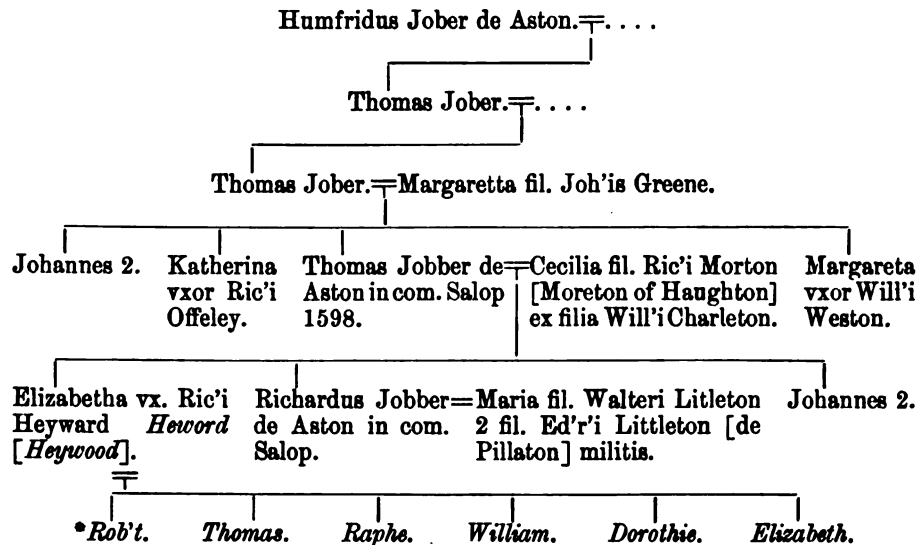 Humfridus Jober de Aston. . . . .
Thomas Jober. . . . .
Thomas Jober. Margaretta fil. Joh'is Greene.
Johannes 2.
Katherina
vxor Ric'i
Offeley.
Thomas Jobber de
Aston in com. Salop
1598.
Cecilia fil. Ric'i Morton
[Moreton of Haughton]
ex filia Will'i Charleton.
Margareta
vxor Will'i
Weston.
Elizabetha vx. Ric'i
Heyward Heword
[Heywood].
Richardus Jobber=Maria fil. Walteri Litleton
de Aston in com.
Salop.
2 fil. Ed'r'i Littleton [de
Pillaton] militis.
Johannes 2.
*Rob't. Thomas. Raphe. William. Dorothie. Elizabeth.